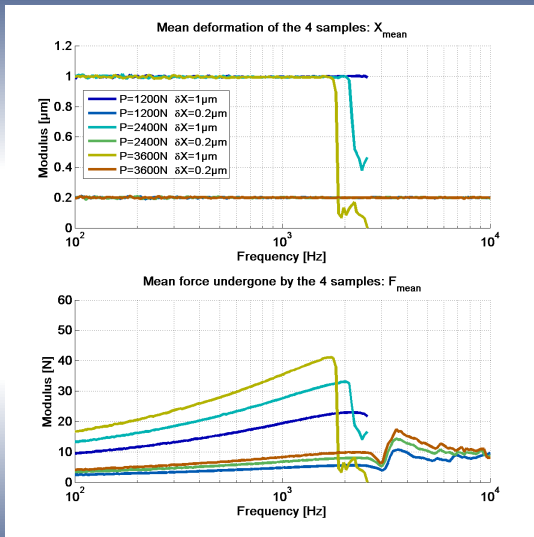 Mean deformation of the 4 samples: Xmean
Modulus [µm]
1.2
1
0.8
0.6
0.4
0.2
0
P=1200N δX=1µm
P=1200N δX=0.2µm
P=2400N δX=1µm
P=2400N δX=0.2µm
P=3600N δX=1µm
P=3600N δX=0.2µm
10^2
10^3
10^4
Frequency [Hz]
Mean force undergone by the 4 samples: Fmean
Modulus [N]
60
50
40
30
20
10
0
10^2
10^3
10^4
Frequency [Hz]